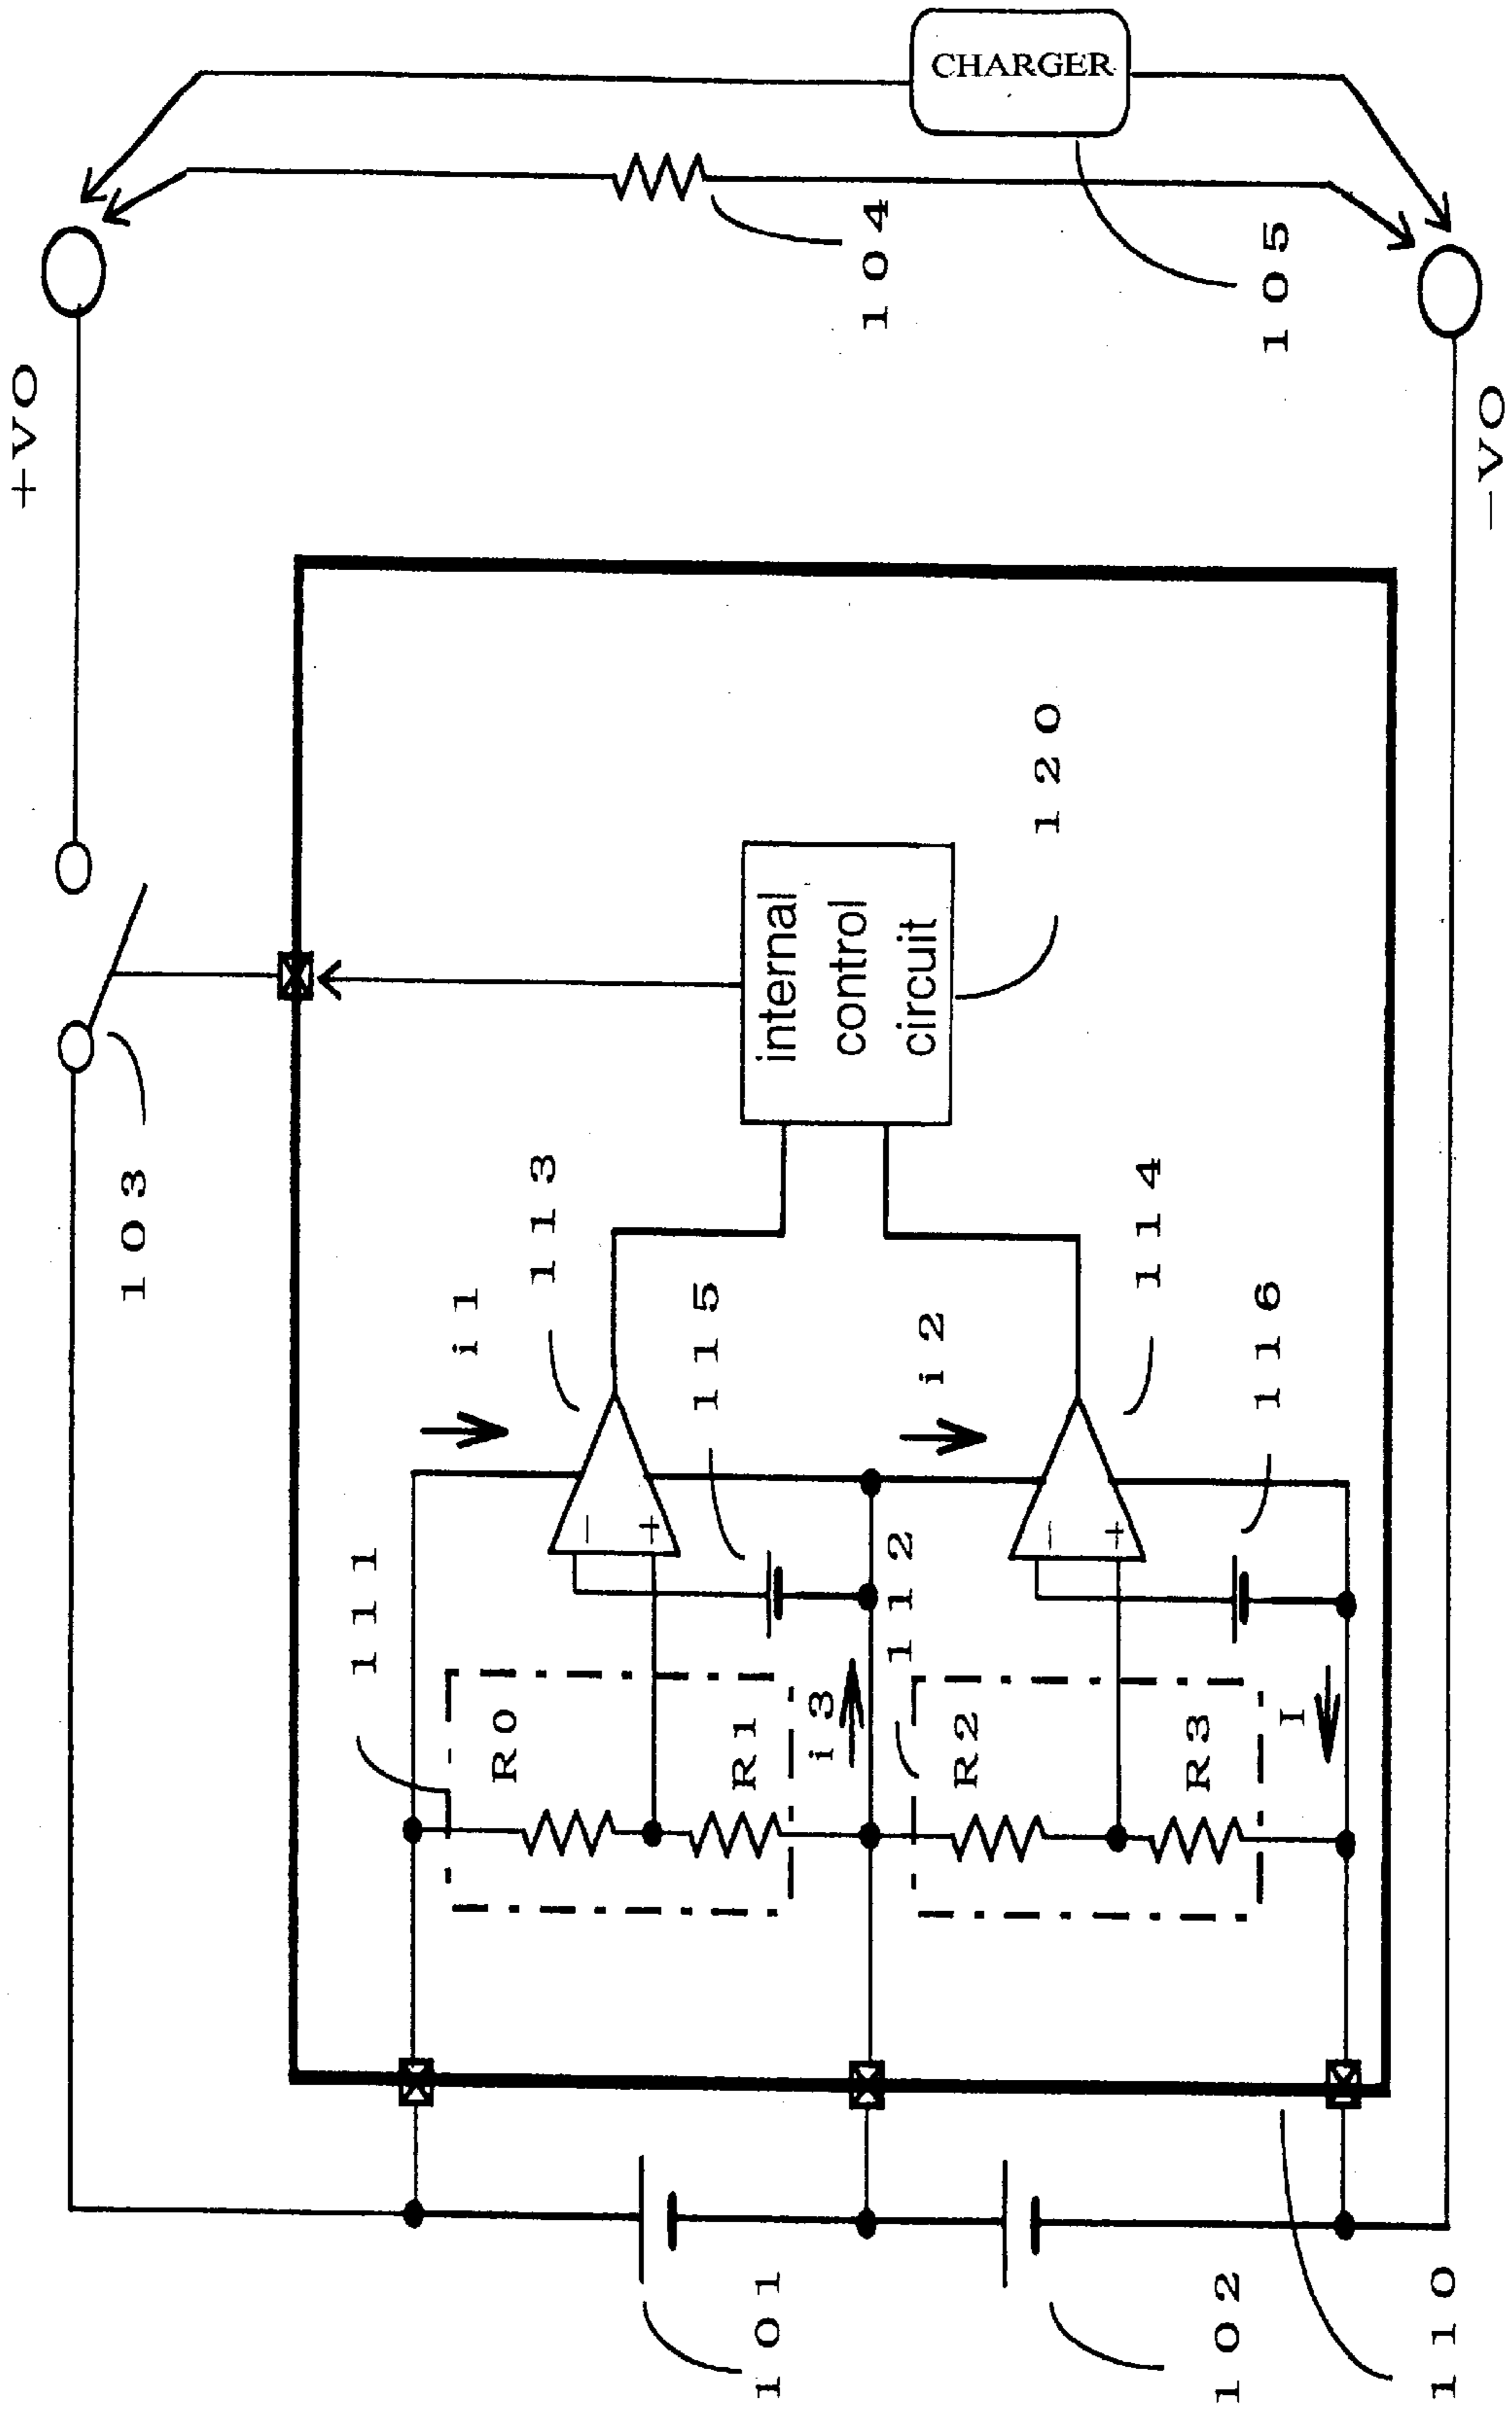 +VO
103
i1
113
111
R0
R1
115
i3
112
i2
114
R2
R3
116
I
internal
control
circuit
120
101
102
110
104
CHARGER
105
-VO
−
+
−
+